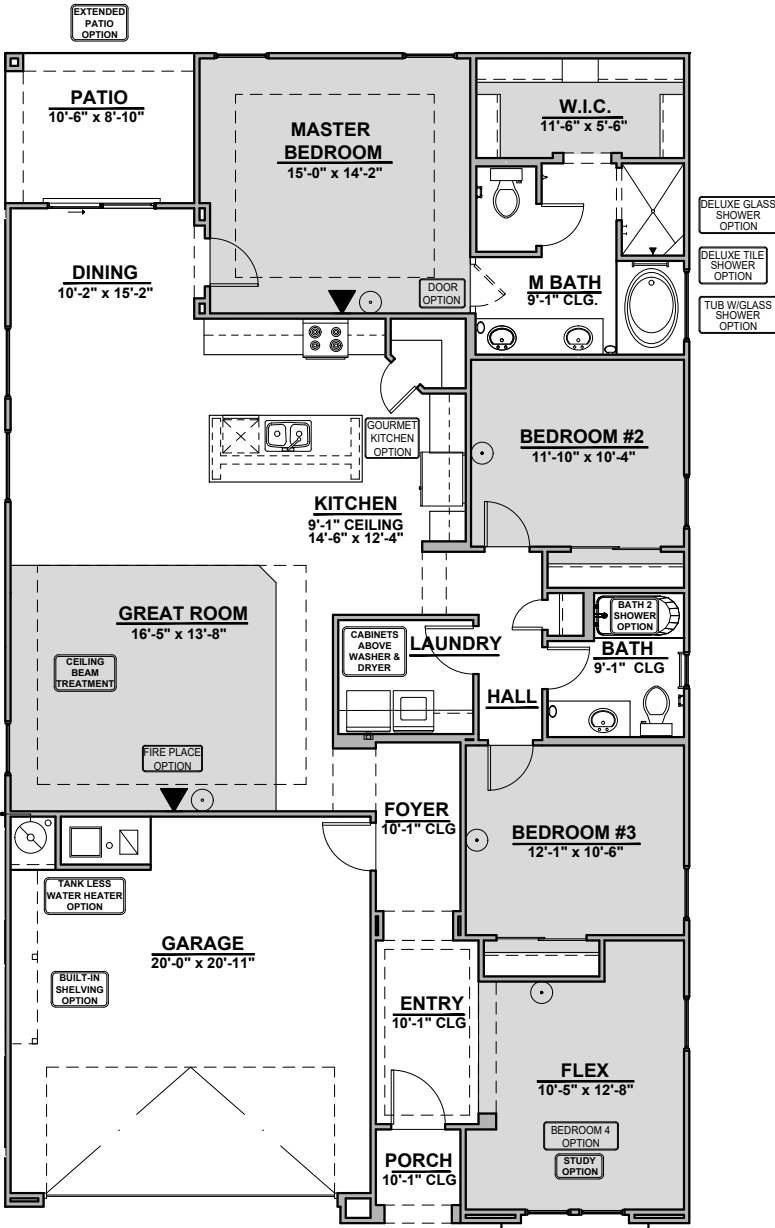 EXTENDED
PATIO
OPTION
PATIO
10'-6" x 8'-10"
MASTER
BEDROOM
15'-0" x 14'-2"
W.I.C.
11'-6" x 5'-6"
DELUXE GLASS
SHOWER
OPTION
DELUXE TILE
SHOWER
OPTION
TUB W/GLASS
SHOWER
OPTION
DINING
10'-2" x 15'-2"
DOOR
OPTION
M BATH
9'-1" CLG.
GOURMET
KITCHEN
OPTION
BEDROOM #2
11'-10" x 10'-4"
KITCHEN
9'-1" CEILING
14'-6" x 12'-4"
GREAT ROOM
16'-5" x 13'-8"
CEILING
BEAM
TREATMENT
CABINETS
ABOVE
WASHER &
DRYER
LAUNDRY
BATH 2
SHOWER
OPTION
BATH
9'-1" CLG
HALL
FIRE PLACE
OPTION
FOYER
10'-1" CLG
BEDROOM #3
12'-1" x 10'-6"
TANK LESS
WATER HEATER
OPTION
GARAGE
20'-0" x 20'-11"
BUILT-IN
SHELVING
OPTION
ENTRY
10'-1" CLG
FLEX
10'-5" x 12'-8"
BEDROOM 4
OPTION
STUDY
OPTION
PORCH
10'-1" CLG